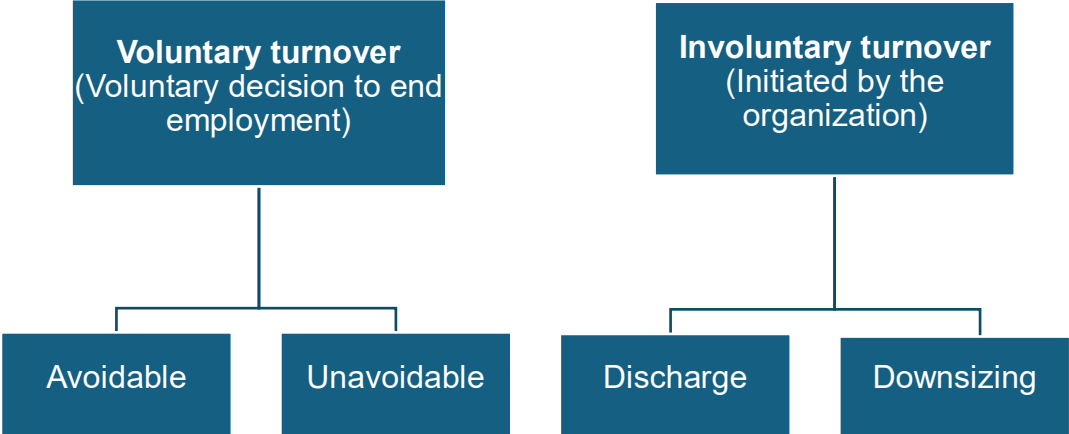 Voluntary turnover
(Voluntary decision to end
employment)
Involuntary turnover
(Initiated by the
organization)
Avoidable
Unavoidable
Discharge
Downsizing